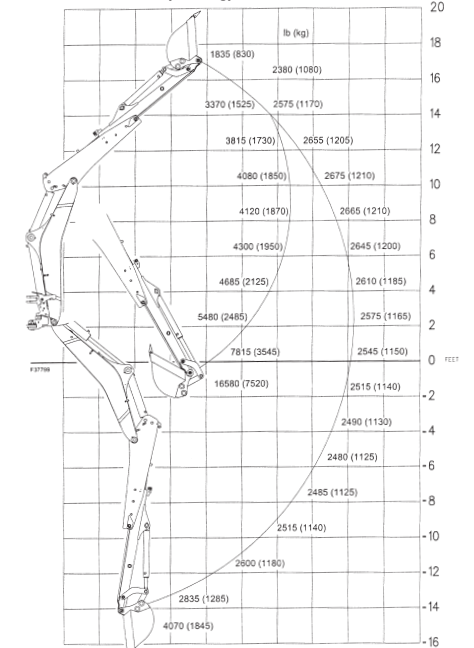 20
lb (kg)
18
1835 (830)
2380 (1080)
16
3370 (1525) 2575 (1170)
14
3815 (1730) 2655 (1205)
12
4080 (1850) 2675 (1210)
10
4120 (1870) 2665 (1210)
8
4300 (1950) 2645 (1200)
6
4685 (2125) 2610 (1185)
4
5480 (2485) 2575 (1165)
2
7815 (3545) 2545 (1150)
0 FEET
F37799
16580 (7520) 2515 (1140)
-2
2490 (1130)
-4
2480 (1125)
-6
2485 (1125)
-8
2515 (1140)
-10
2600 (1180)
-12
2835 (1285)
-14
4070 (1845)
-16